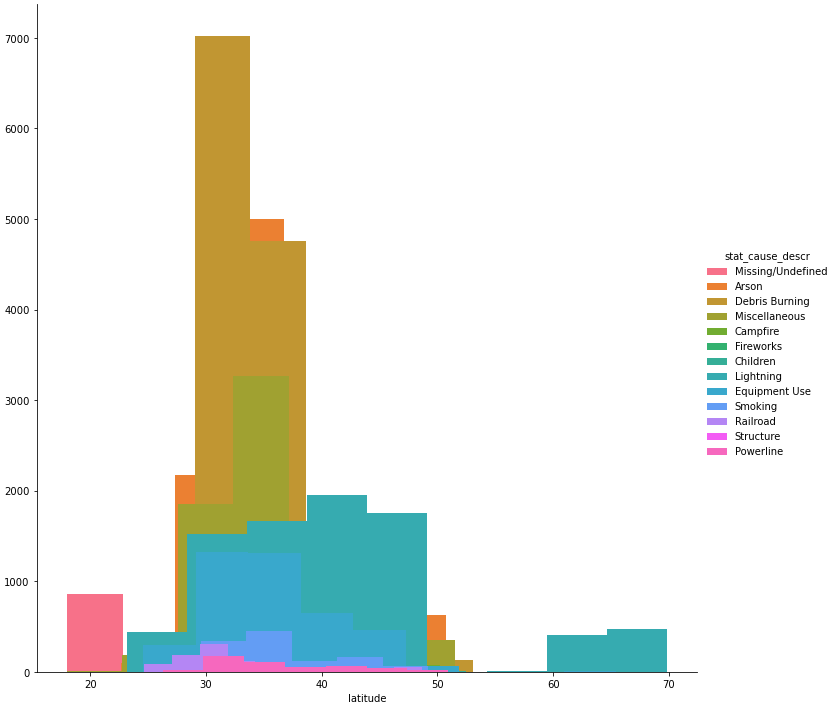 7000
6000
5000
4000
3000
2000
1000
0
20 30 40 50 60 70
latitude
stat_cause_descr
Missing/Undefined
Arson
Debris Burning
Miscellaneous
Campfire
Fireworks
Children
Lightning
Equipment Use
Smoking
Railroad
Structure
Powerline